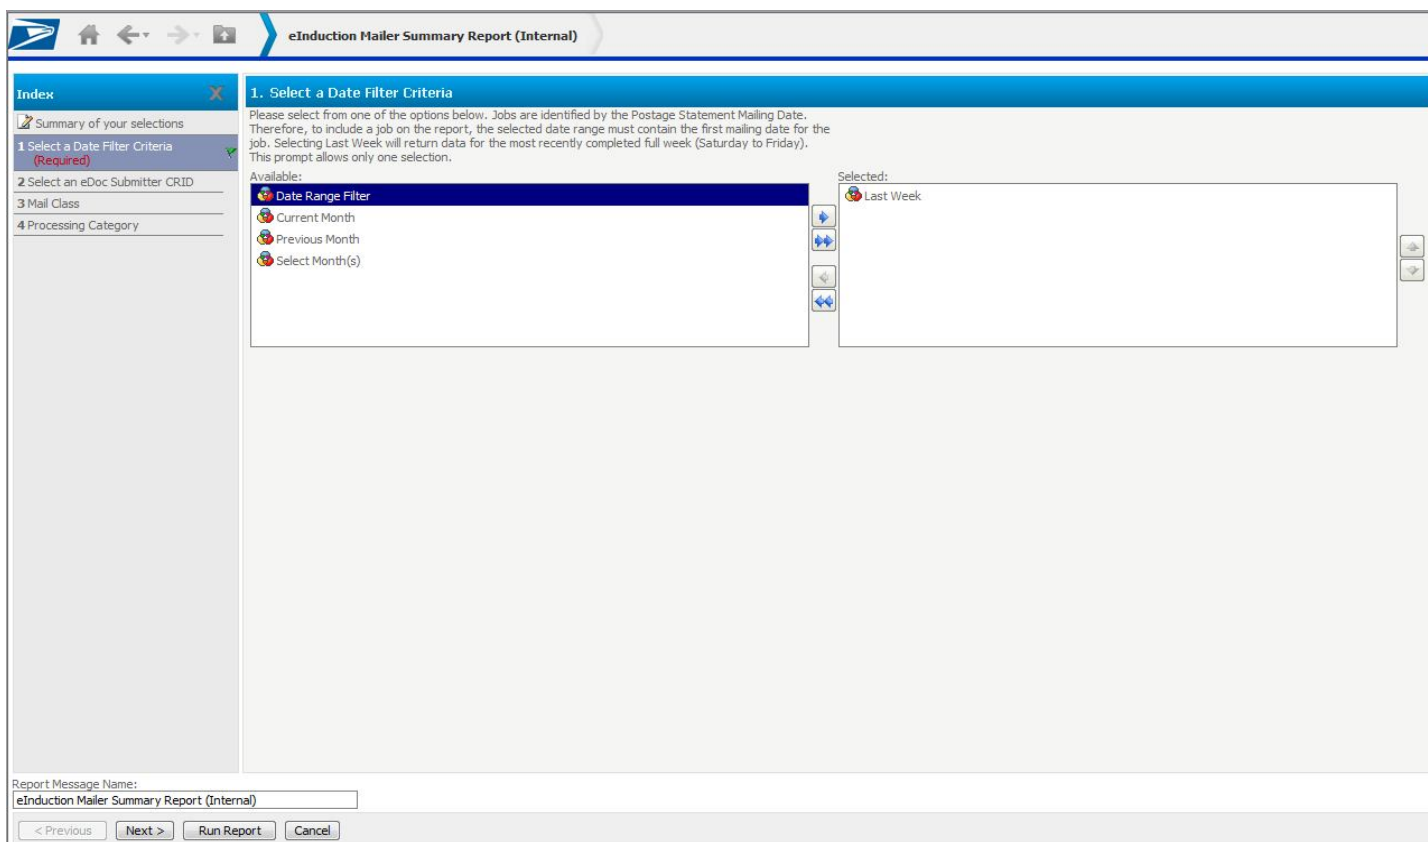 eInduction Mailer Summary Report (Internal)
Index
X
Summary of your selections
1 Select a Date Filter Criteria
(Required)
2 Select an eDoc Submitter CRID
3 Mail Class
4 Processing Category
1. Select a Date Filter Criteria
Please select from one of the options below. Jobs are identified by the Postage Statement Mailing Date.
Therefore, to include a job on the report, the selected date range must contain the first mailing date for the
job. Selecting Last Week will return data for the most recently completed full week (Saturday to Friday).
This prompt allows only one selection.
Available:
Date Range Filter
Current Month
Previous Month
Select Month(s)
Selected:
Last Week
Report Message Name:
eInduction Mailer Summary Report (Internal)
< Previous Next > Run Report Cancel